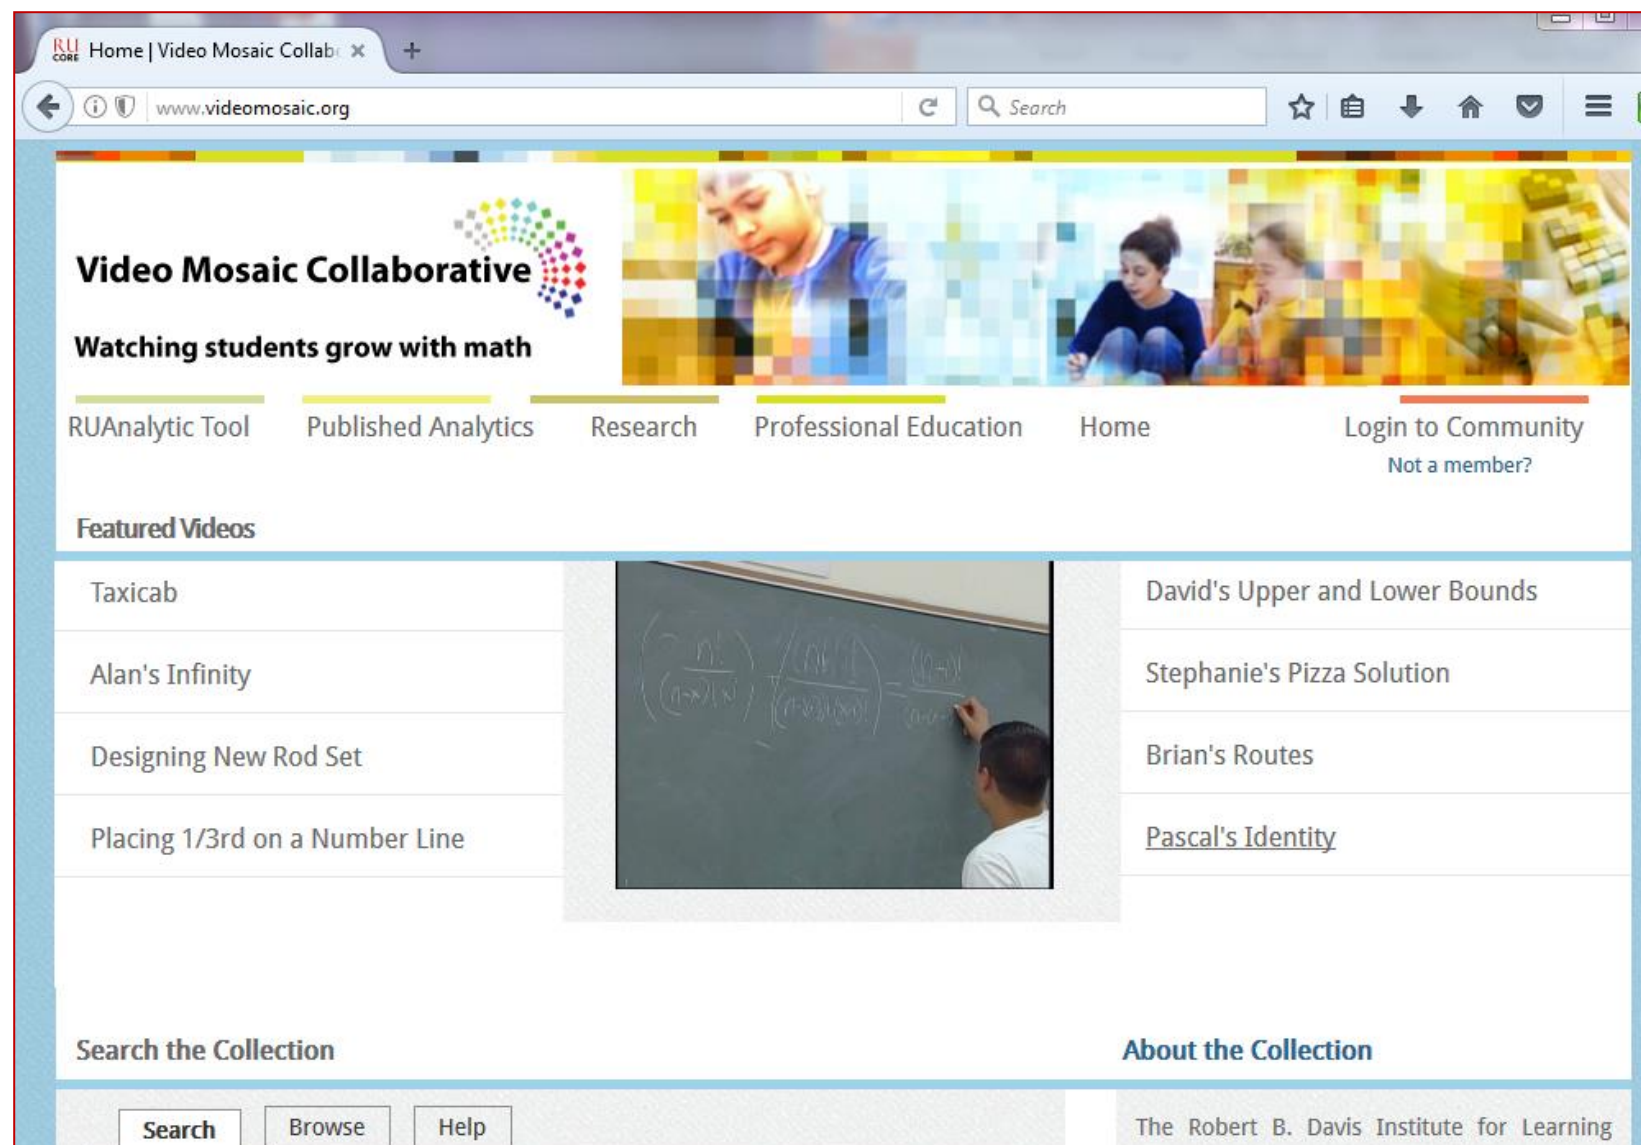 RU CORE Home | Video Mosaic Collab
www.videomosaic.org
Search
Video Mosaic Collaborative
Watching students grow with math
RUAnalytic Tool Published Analytics Research Professional Education Home Login to Community
Not a member?
Featured Videos
Taxicab
Alan's Infinity
Designing New Rod Set
Placing 1/3rd on a Number Line
David's Upper and Lower Bounds
Stephanie's Pizza Solution
Brian's Routes
Pascal's Identity
Search the Collection
About the Collection
Search Browse Help
The Robert B. Davis Institute for Learning